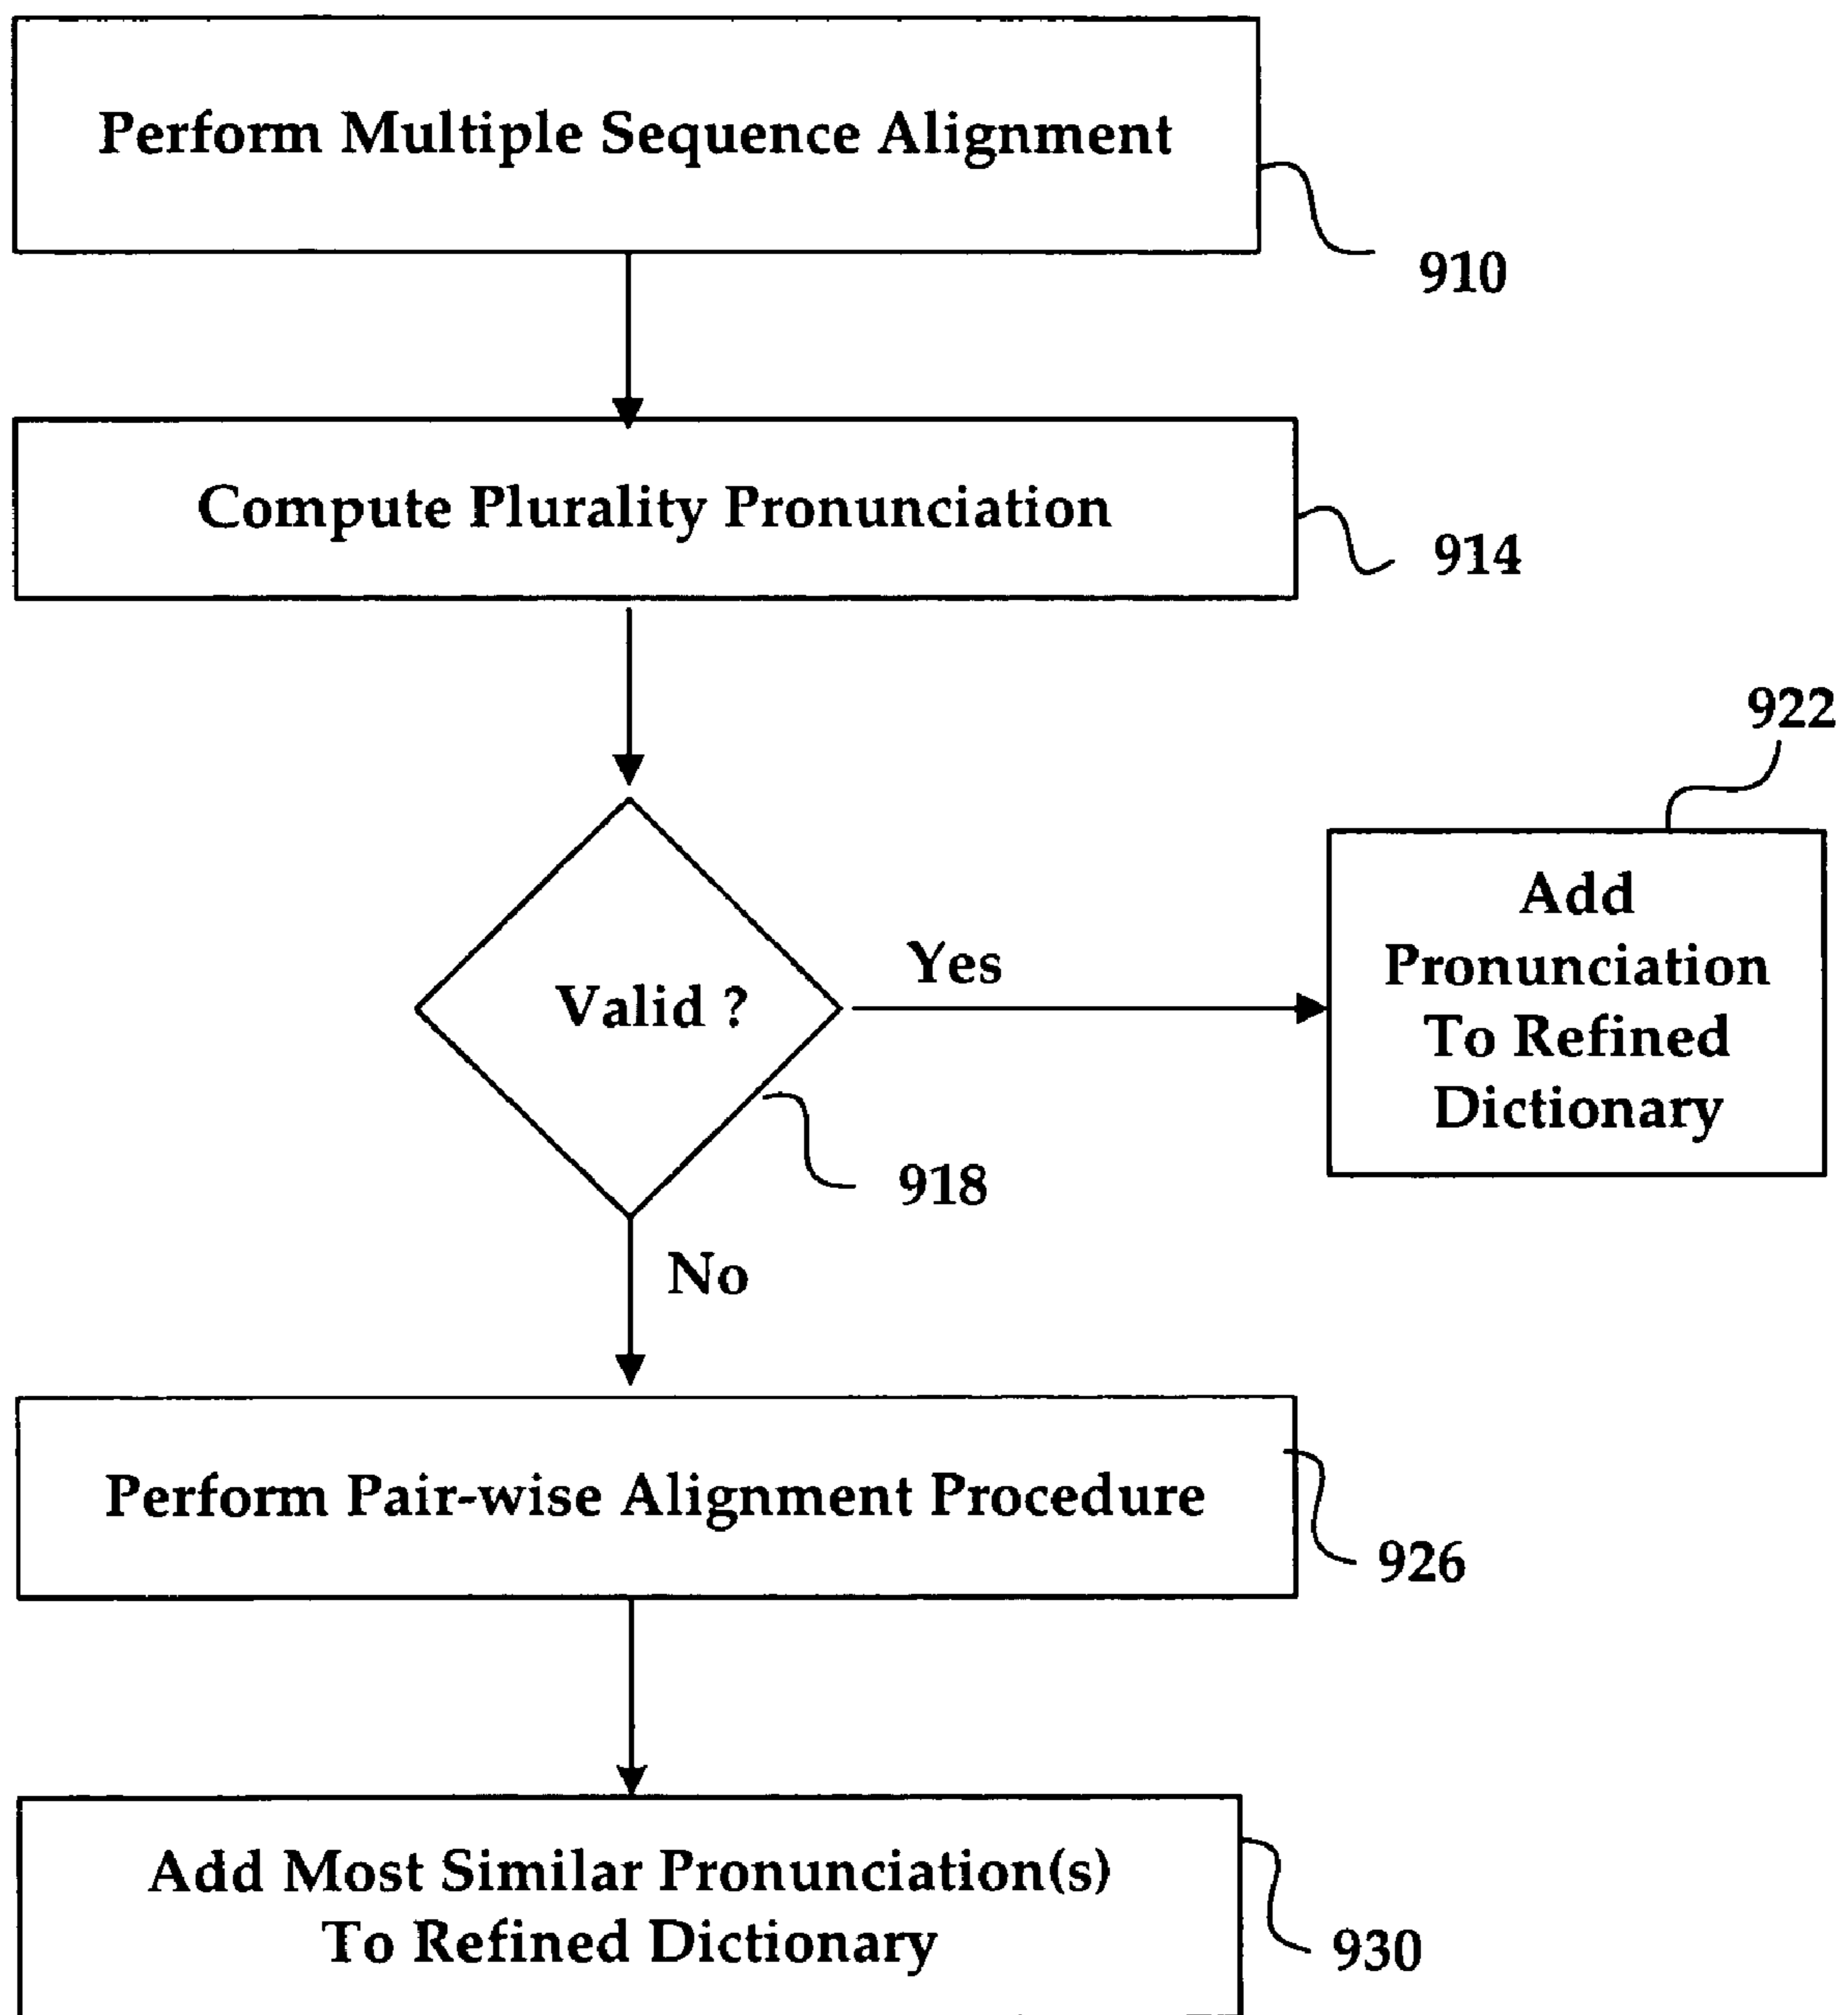 Perform Multiple Sequence Alignment
910
Compute Plurality Pronunciation
914
922
Add
Pronunciation
To Refined
Dictionary
Yes
Valid ?
918
No
Perform Pair-wise Alignment Procedure
926
Add Most Similar Pronunciation(s)
To Refined Dictionary
930